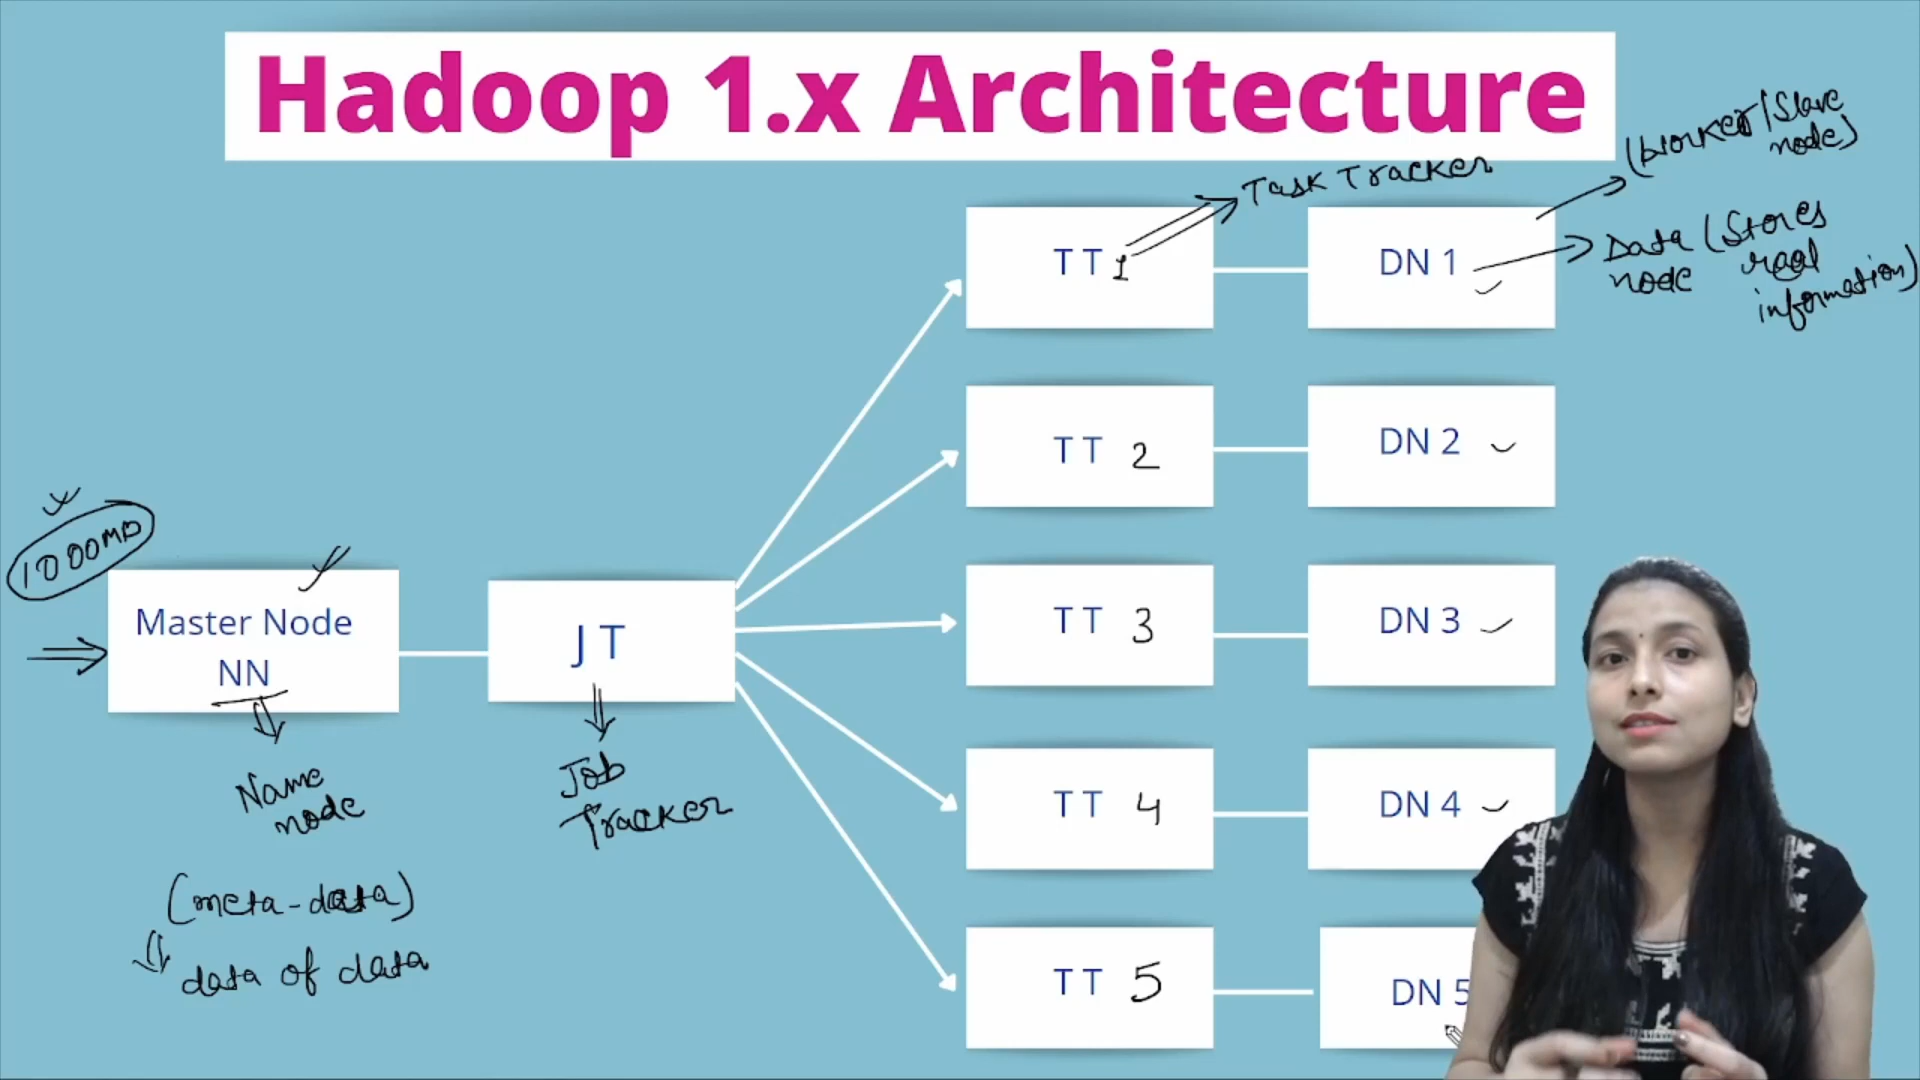 Hadoop 1.x Architecture
(worker/Slave
node)
Task Tracker
TT 1
DN 1
Data (Stores
node real
information)
TT 2
DN 2
1000MB
Master Node
NN
JT
TT 3
DN 3
Name
node
Job
Tracker
TT 4
DN 4
(meta-data)
data of data
TT 5
DN 5